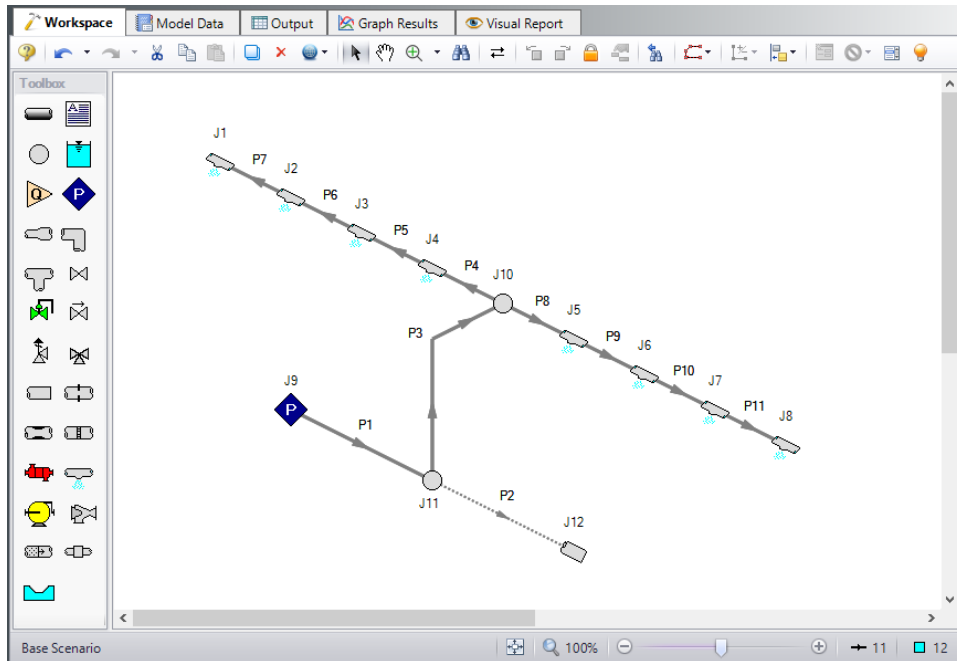 Workspace Model Data Output Graph Results Visual Report
Toolbox
A
Q P
J1
P7
J2
P6
J3
P5
J4
P4
J10
P8
J5
P3
P9
J6
P10
J9
J7
P
P11
P1
J8
J11
P2
J12
Base Scenario 100% 11 12